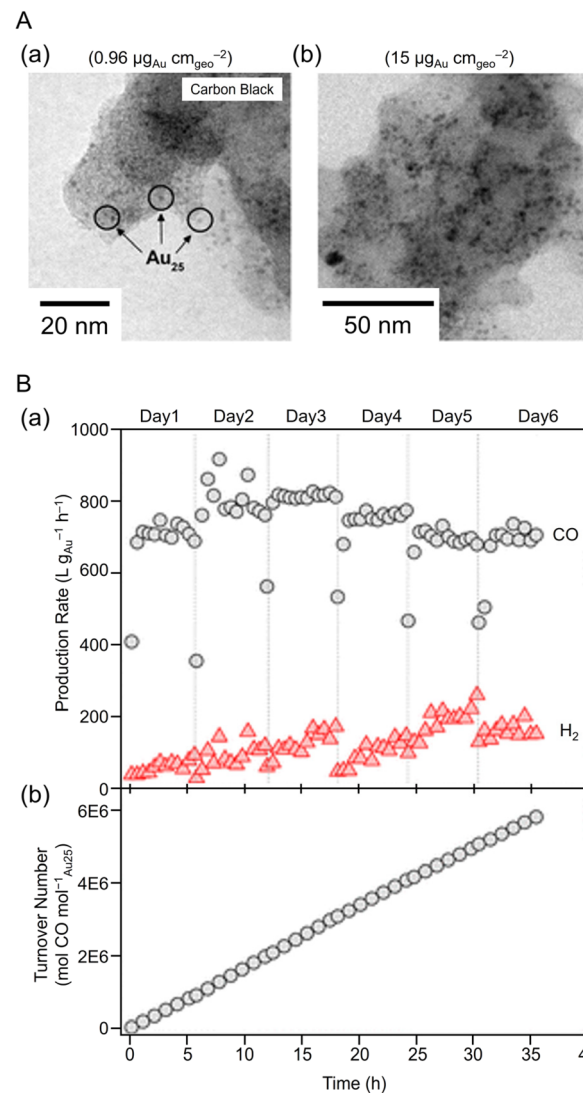 A
(a) (0.96 μgAu cmgeo−2)
Carbon Black
Au25
20 nm
(b) (15 μgAu cmgeo−2)
50 nm
B
(a)
Day1 Day2 Day3 Day4 Day5 Day6
Production Rate (L gAu−1 h−1)
1000
800
600
400
200
0
CO
H2
(b)
Turnover Number
(mol CO mol−1Au25)
6E6
4E6
2E6
0
0 5 10 15 20 25 30 35 4
Time (h)